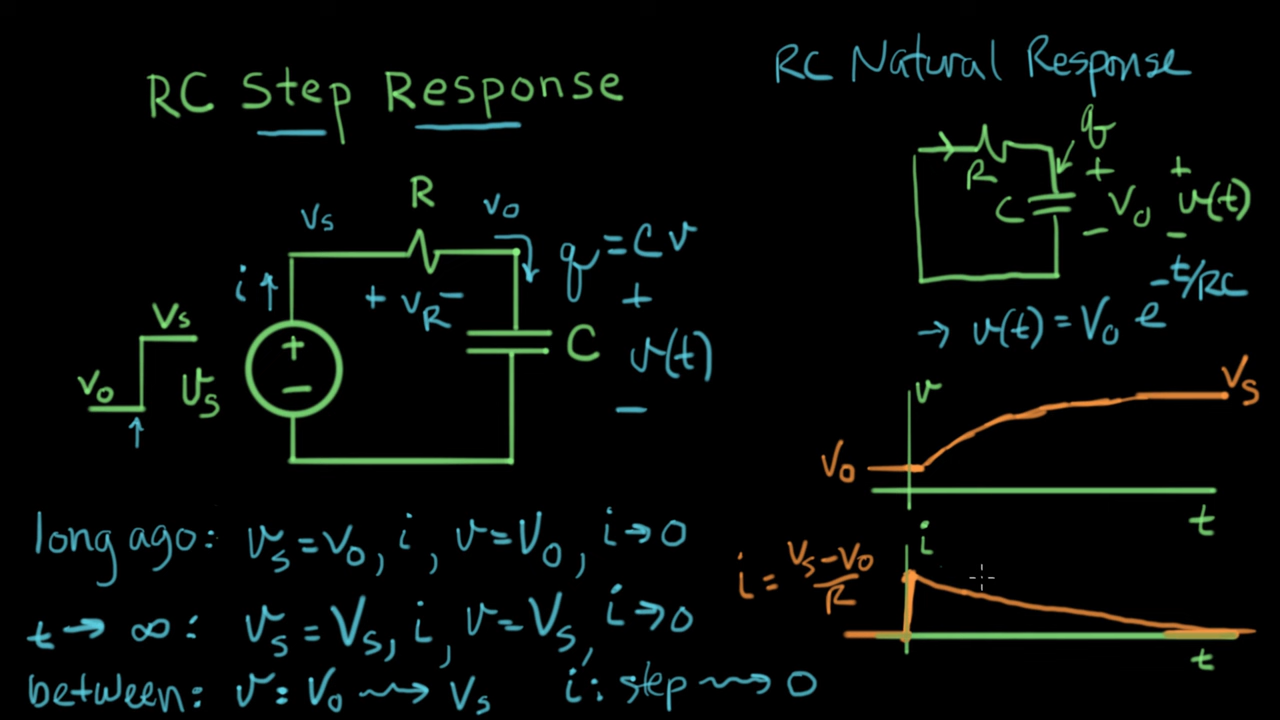 RC Step Response
RC Natural Response
q
R
C
+
V₀
−
+
v(t)
−
→ v(t) = V₀ e^(−t/RC)
R
Vs
V₀
q = Cv
i ↑
+ vR −
+
v(t)
−
C
+
−
Vs
V₀
vs
↑
v
Vs
V₀
t
i
i = (Vs − V₀)/R
t
long ago: vs = V₀, i, v = V₀, i → 0
t → ∞: vs = Vs, i, v = Vs, i → 0
between: v: V₀ ⟿ Vs i: step ⟿ 0